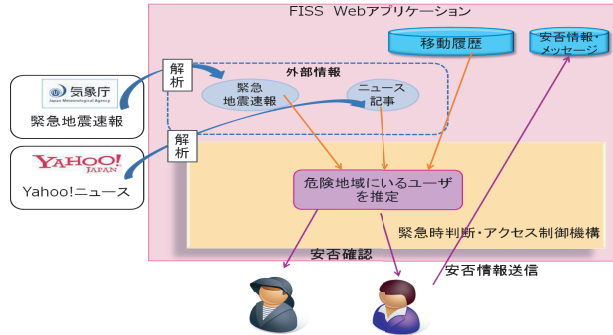 FISS Webアプリケーション
移動履歴
安否情報・
メッセージ
解
析
外部情報
緊急
地震速報
ニュース
記事
気象庁
Japan Meteorological Agency
緊急地震速報
解
析
YAHOO!
JAPAN
Yahoo!ニュース
危険地域にいるユーザ
を推定
緊急時判断・アクセス制御機構
安否確認
安否情報送信